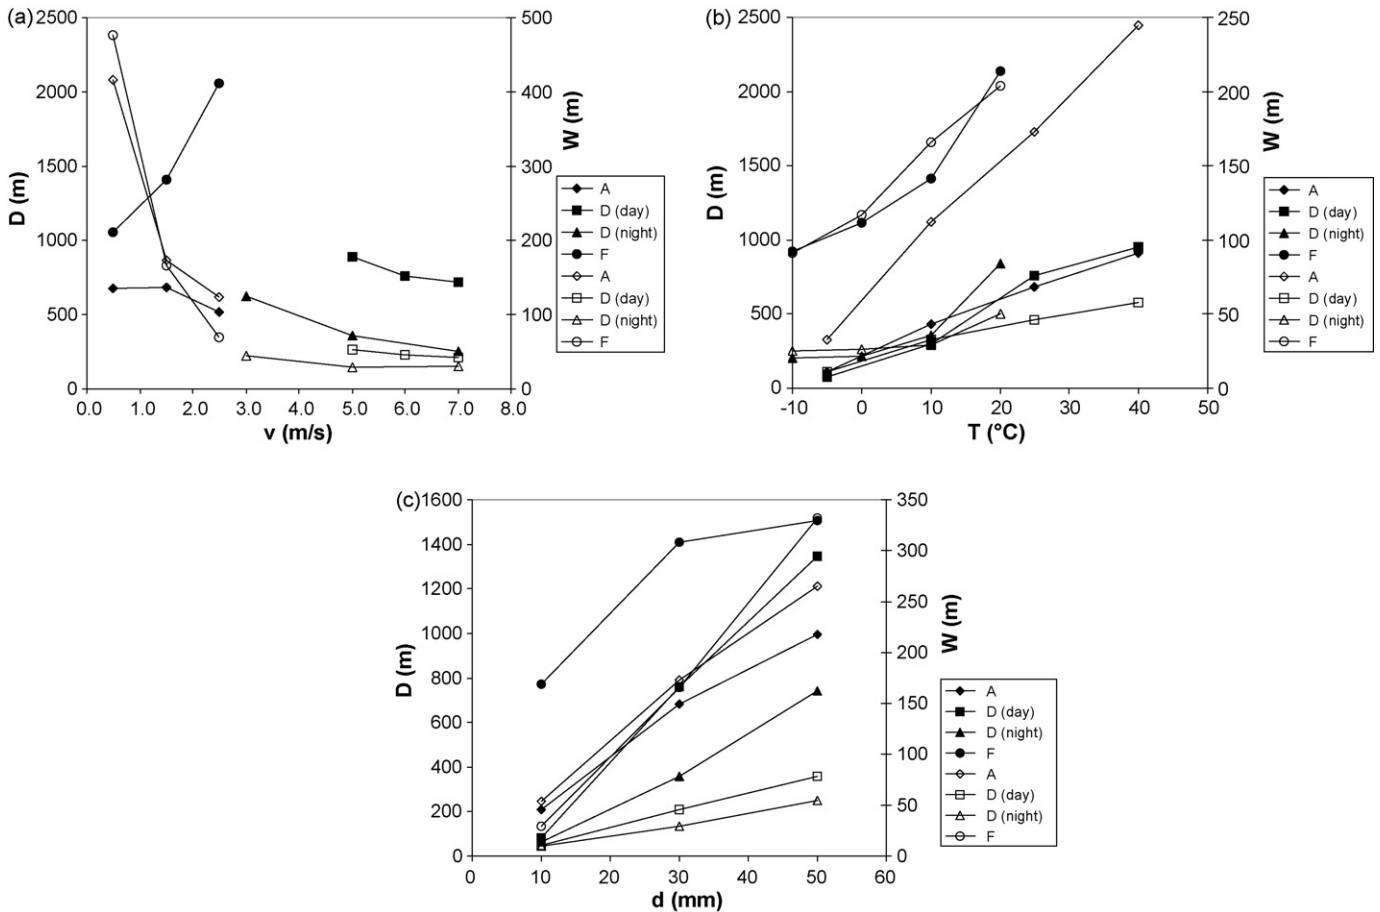 (a)
D (m)
2500
2000
1500
1000
500
0
0.0 1.0 2.0 3.0 4.0 5.0 6.0 7.0 8.0
v (m/s)
500
400
300
200
100
0
W (m)
A
D (day)
D (night)
F
A
D (day)
D (night)
F
(b)
D (m)
2500
2000
1500
1000
500
0
-10 0 10 20 30 40 50
T (°C)
250
200
150
100
50
0
W (m)
A
D (day)
D (night)
F
A
D (day)
D (night)
F
(c)
D (m)
1600
1400
1200
1000
800
600
400
200
0
0 10 20 30 40 50 60
d (mm)
350
300
250
200
150
100
50
0
W (m)
A
D (day)
D (night)
F
A
D (day)
D (night)
F